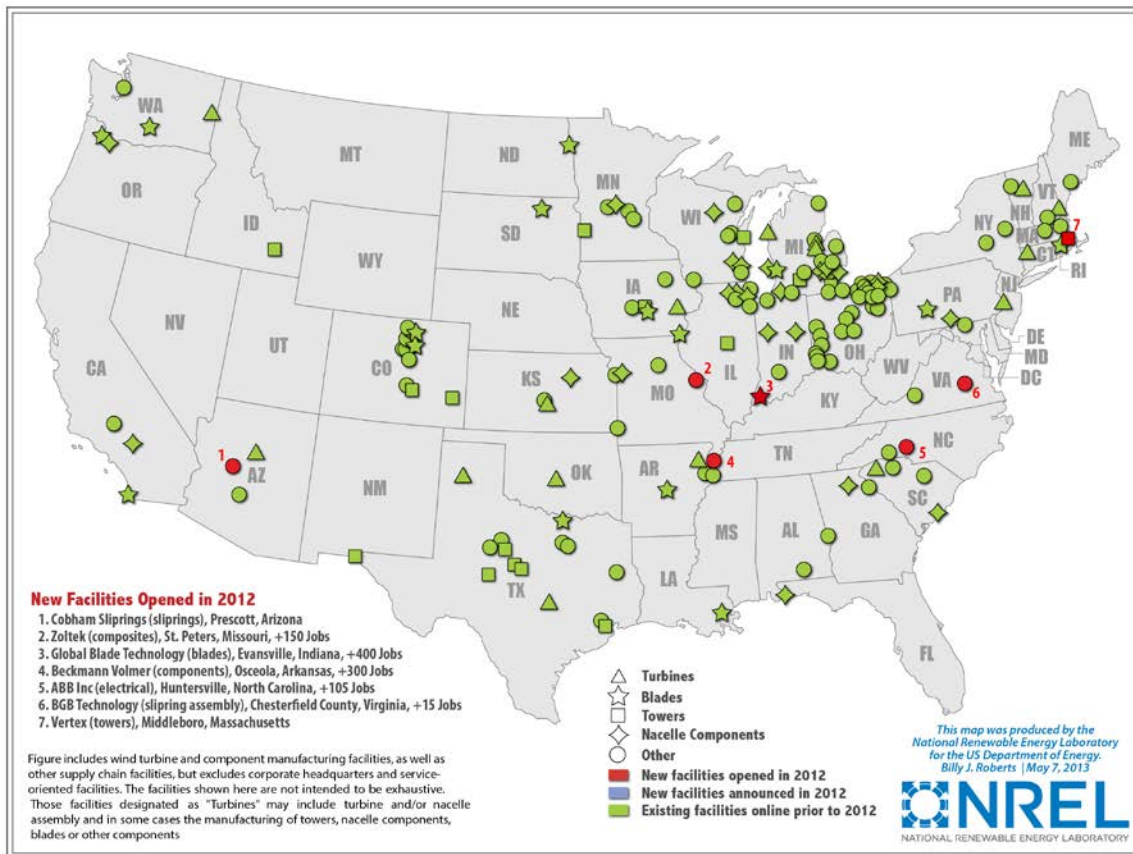 WA
OR
ID
MT
ND
MN
SD
WY
NE
IA
WI
MI
NV
UT
CO
CA
KS
MO
IL
IN
OH
KY
WV
VA
PA
NY
NH
VT
ME
MA
CT
RI
NJ
DE
MD
DC
AZ
NM
OK
AR
TN
NC
SC
MS
AL
GA
TX
LA
FL
1
2
3
4
5
6
7
New Facilities Opened in 2012
1. Cobham Sliprings (sliprings), Prescott, Arizona
2. Zoltek (composites), St. Peters, Missouri, +150 Jobs
3. Global Blade Technology (blades), Evansville, Indiana, +400 Jobs
4. Beckmann Volmer (components), Osceola, Arkansas, +300 Jobs
5. ABB Inc (electrical), Huntersville, North Carolina, +105 Jobs
6. BGB Technology (slipring assembly), Chesterfield County, Virginia, +15 Jobs
7. Vertex (towers), Middleboro, Massachusetts
Figure includes wind turbine and component manufacturing facilities, as well as
other supply chain facilities, but excludes corporate headquarters and service-
oriented facilities. The facilities shown here are not intended to be exhaustive.
Those facilities designated as "Turbines" may include turbine and/or nacelle
assembly and in some cases the manufacturing of towers, nacelle components,
blades or other components
Turbines
Blades
Towers
Nacelle Components
Other
New facilities opened in 2012
New facilities announced in 2012
Existing facilities online prior to 2012
This map was produced by the
National Renewable Energy Laboratory
for the US Department of Energy.
Billy J. Roberts | May 7, 2013
NREL
NATIONAL RENEWABLE ENERGY LABORATORY